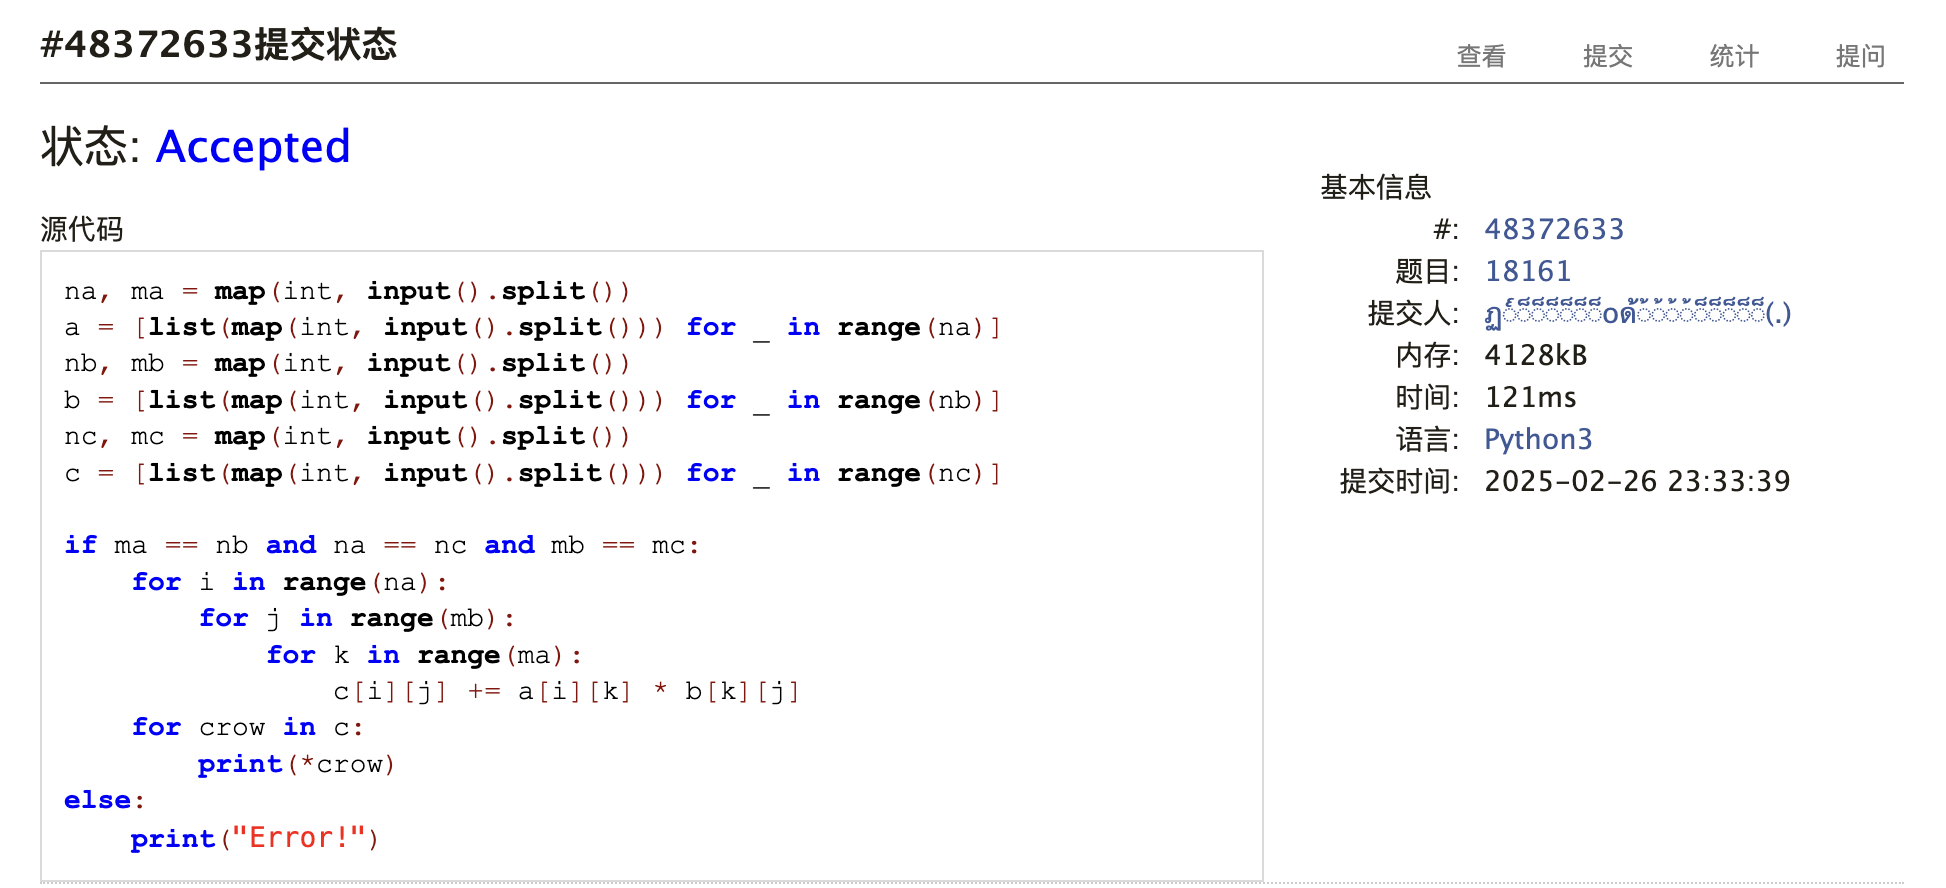 #48372633提交状态
查看 提交 统计 提问
状态: Accepted
源代码
na, ma = map(int, input().split())
a = [list(map(int, input().split())) for _ in range(na)]
nb, mb = map(int, input().split())
b = [list(map(int, input().split())) for _ in range(nb)]
nc, mc = map(int, input().split())
c = [list(map(int, input().split())) for _ in range(nc)]
if ma == nb and na == nc and mb == mc:
    for i in range(na):
        for j in range(mb):
            for k in range(ma):
                c[i][j] += a[i][k] * b[k][j]
    for crow in c:
        print(*crow)
else:
    print("Error!")
基本信息
#: 48372633
题目: 18161
提交人:
内存: 4128kB
时间: 121ms
语言: Python3
提交时间: 2025-02-26 23:33:39